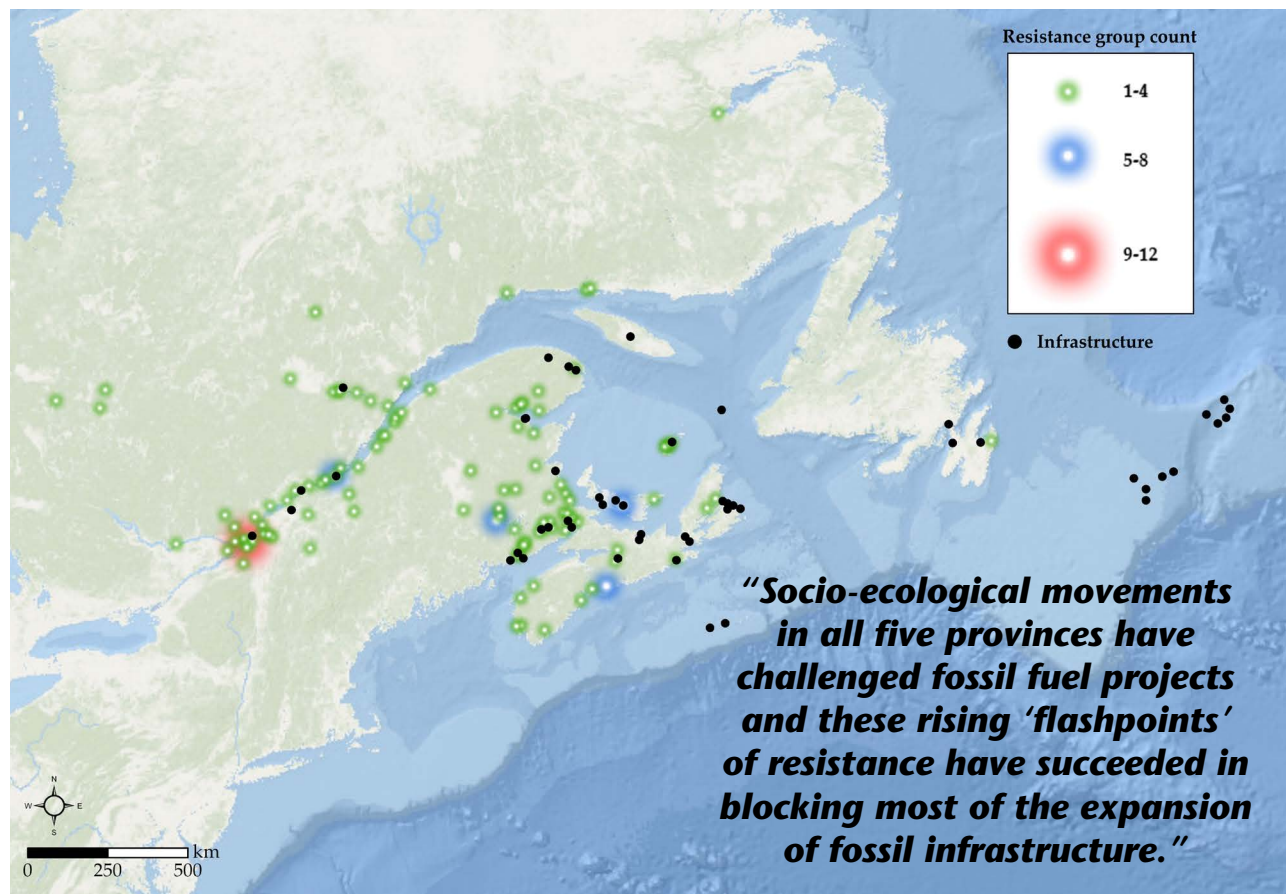 Resistance group count
1-4
5-8
9-12
Infrastructure
"Socio-ecological movements
in all five provinces have
challenged fossil fuel projects
and these rising 'flashpoints'
of resistance have succeeded in
blocking most of the expansion
of fossil infrastructure."
N
W E
S
km
0 250 500